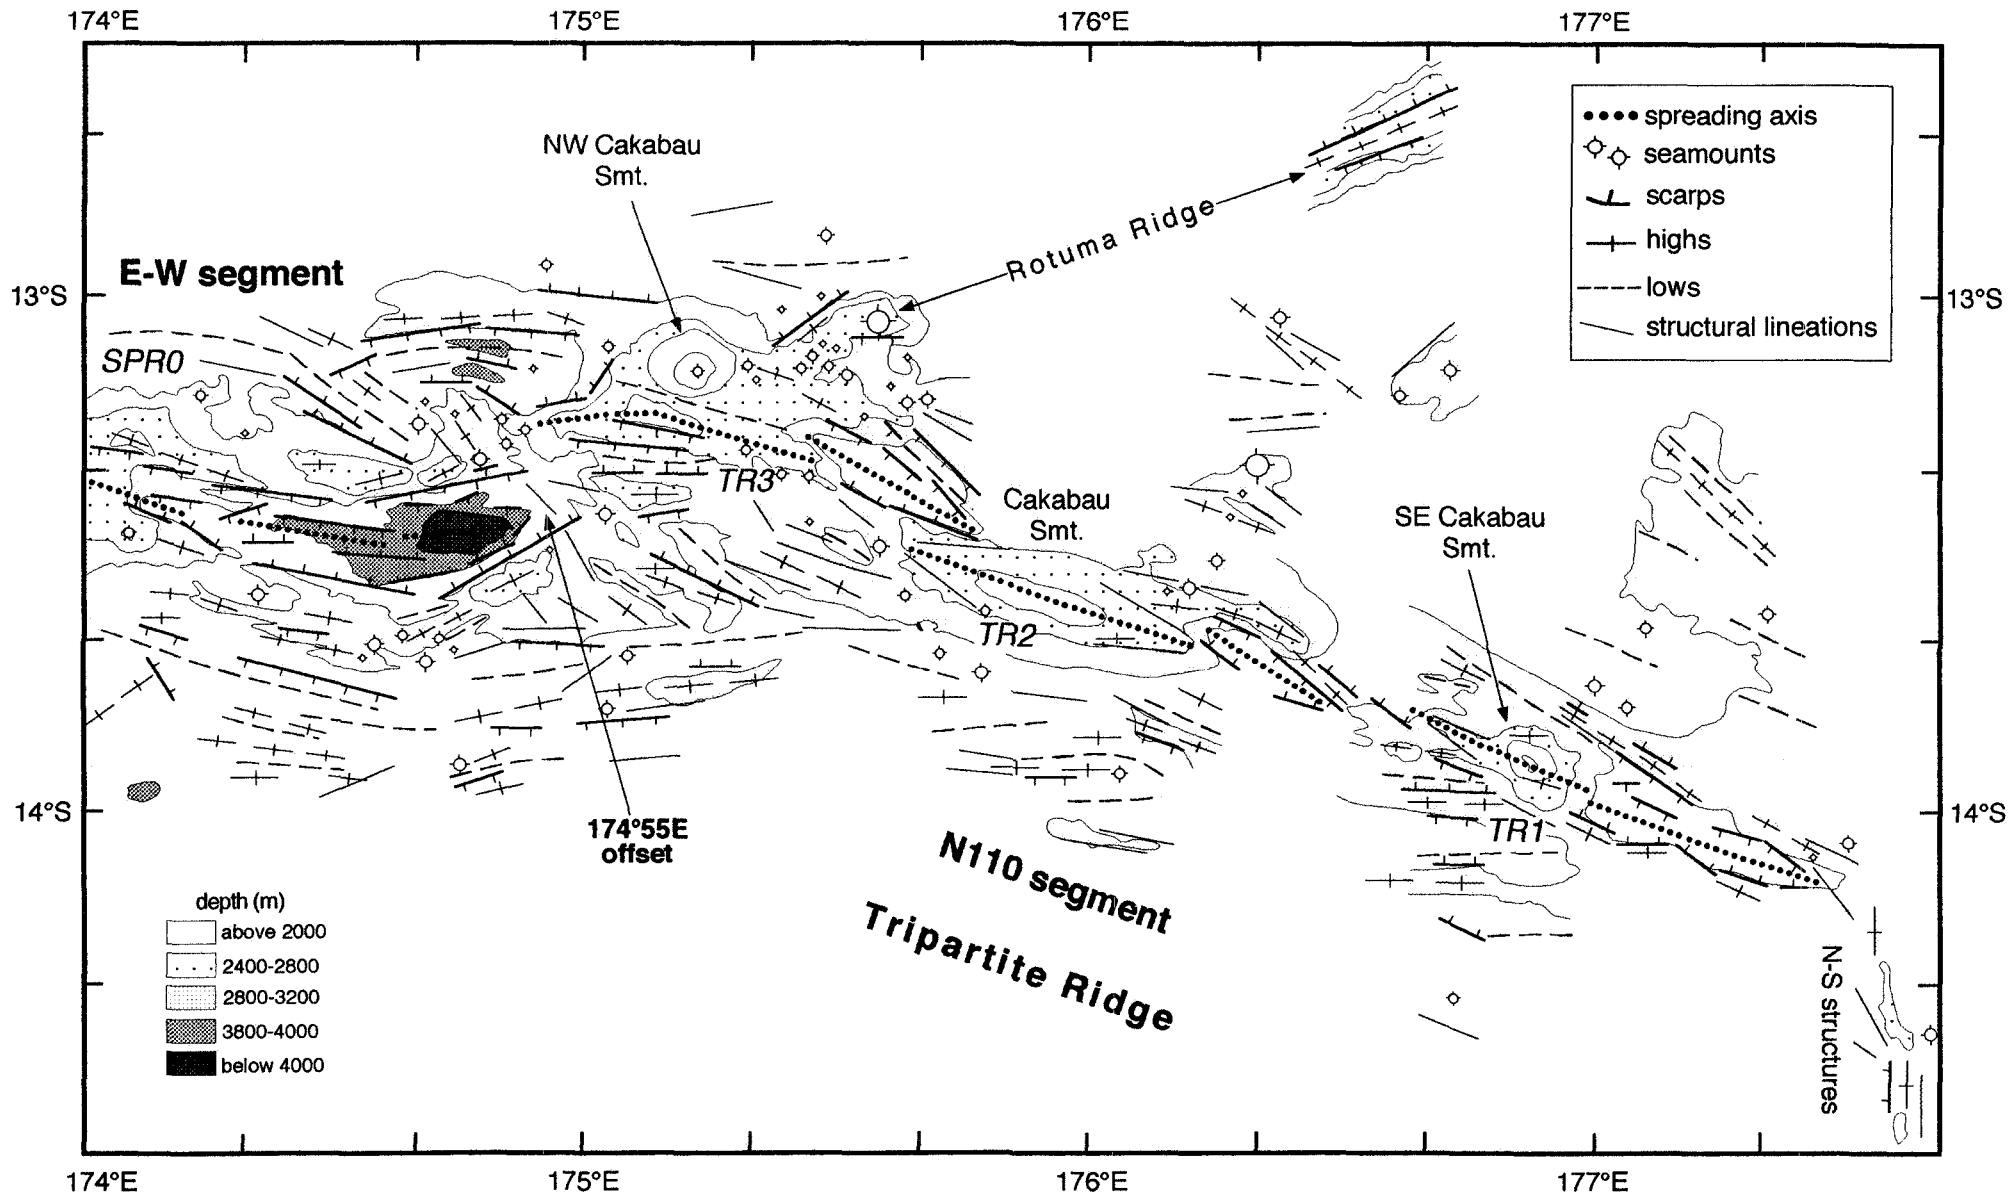 174°E
175°E
176°E
177°E
spreading axis
seamounts
scarps
highs
lows
structural lineations
NW Cakabau
Smt.
Rotuma Ridge
E-W segment
13°S
13°S
SPR0
TR3
Cakabau
Smt.
SE Cakabau
Smt.
TR2
14°S
14°S
TR1
174°55E
offset
N110 segment
Tripartite Ridge
N-S structures
depth (m)
above 2000
2400-2800
2800-3200
3800-4000
below 4000
174°E
175°E
176°E
177°E